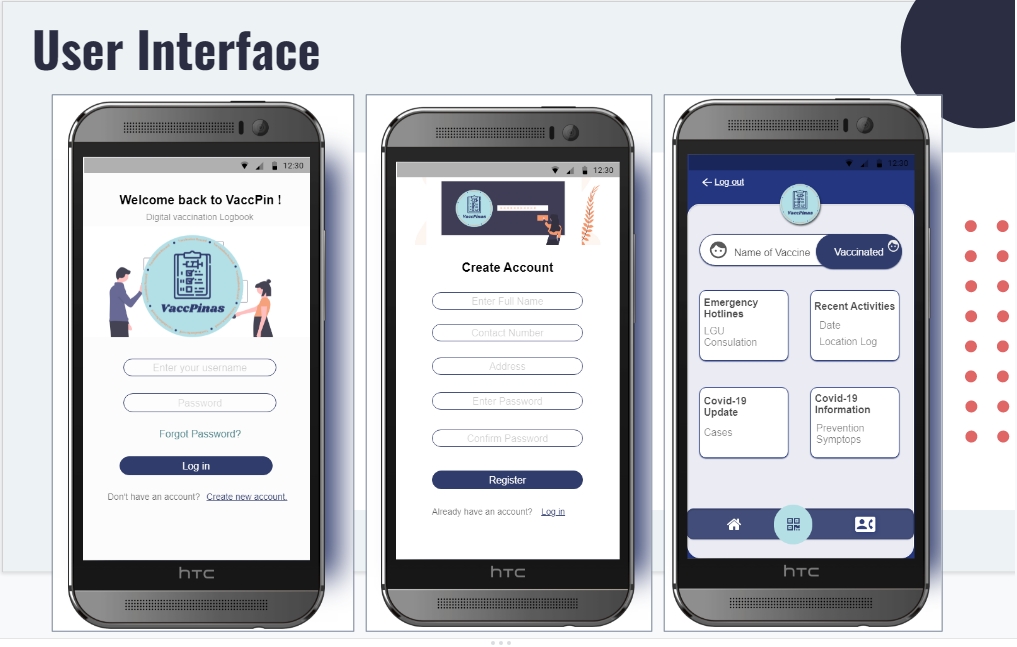 User Interface
12:30
Welcome back to VaccPin !
Digital vaccination Logbook
VaccPinas
Enter your username
Password
Forgot Password?
Log in
Don't have an account? Create new account.
hTC
12:30
VaccPinas
Create Account
Enter Full Name
Contact Number
Address
Enter Password
Confirm Password
Register
Already have an account? Log in
hTC
12:30
Log out
VaccPinas
Name of Vaccine
Vaccinated
Emergency
Hotlines
LGU
Consulation
Recent Activities
Date
Location Log
Covid-19
Update
Cases
Covid-19
Information
Prevention
Symptops
hTC